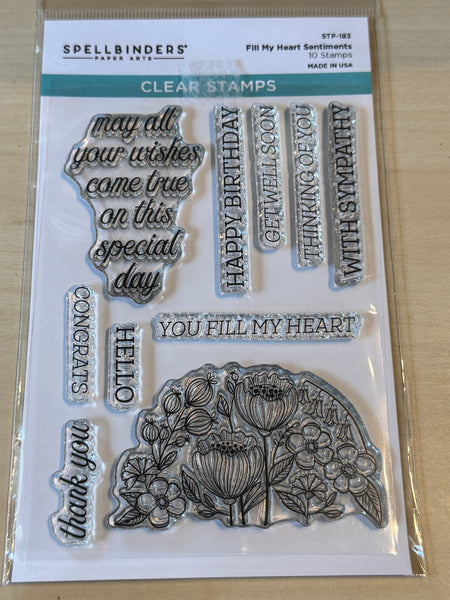 SPELLBINDERS®
PAPER ARTS
STP-183
Fill My Heart Sentiments
10 Stamps
MADE IN USA
CLEAR STAMPS
may all
your wishes
come true
on this
special
day
HAPPY BIRTHDAY
GET WELL SOON
THINKING OF YOU
WITH SYMPATHY
CONGRATS
HELLO
YOU FILL MY HEART
thank you